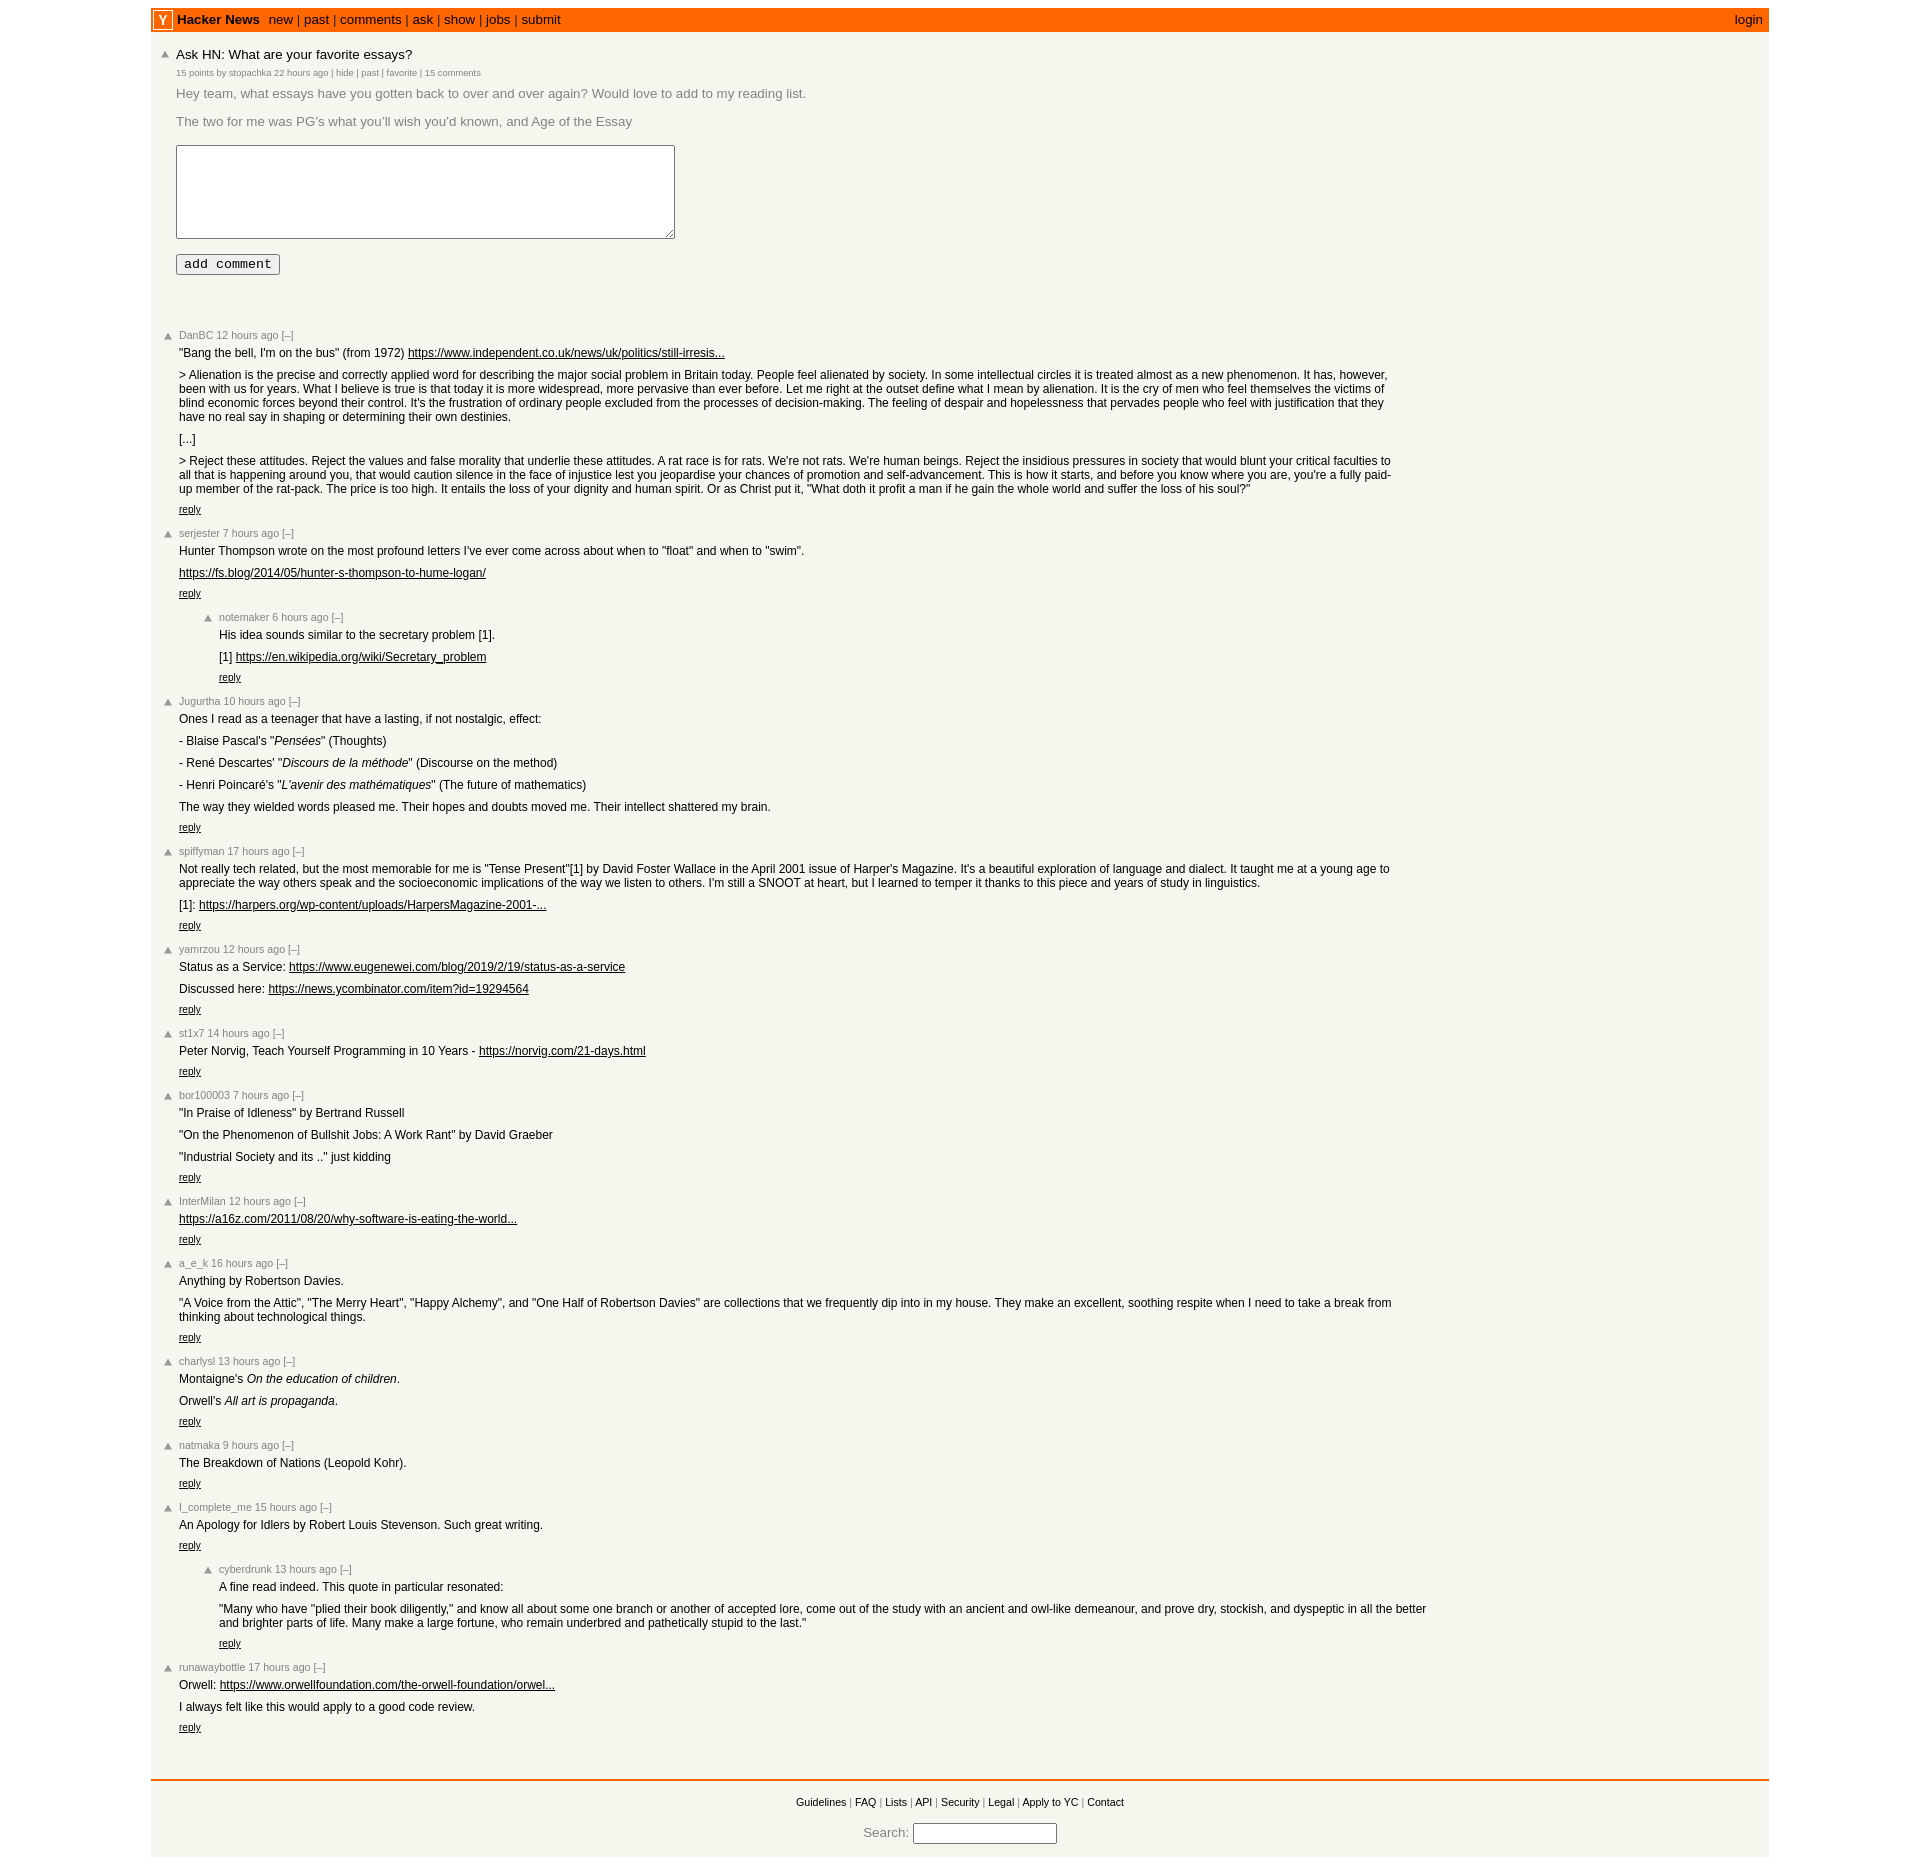 Y Hacker News new | past | comments | ask | show | jobs | submit login
Ask HN: What are your favorite essays?
15 points by stopachka 22 hours ago | hide | past | favorite | 15 comments
Hey team, what essays have you gotten back to over and over again? Would love to add to my reading list.
The two for me was PG's what you'll wish you'd known, and Age of the Essay
add comment
DanBC 12 hours ago [–]
"Bang the bell, I'm on the bus" (from 1972) https://www.independent.co.uk/news/uk/politics/still-irresis...
> Alienation is the precise and correctly applied word for describing the major social problem in Britain today. People feel alienated by society. In some intellectual circles it is treated almost as a new phenomenon. It has, however,
been with us for years. What I believe is true is that today it is more widespread, more pervasive than ever before. Let me right at the outset define what I mean by alienation. It is the cry of men who feel themselves the victims of
blind economic forces beyond their control. It's the frustration of ordinary people excluded from the processes of decision-making. The feeling of despair and hopelessness that pervades people who feel with justification that they
have no real say in shaping or determining their own destinies.
[...]
> Reject these attitudes. Reject the values and false morality that underlie these attitudes. A rat race is for rats. We're not rats. We're human beings. Reject the insidious pressures in society that would blunt your critical faculties to
all that is happening around you, that would caution silence in the face of injustice lest you jeopardise your chances of promotion and self-advancement. This is how it starts, and before you know where you are, you're a fully paid-
up member of the rat-pack. The price is too high. It entails the loss of your dignity and human spirit. Or as Christ put it, "What doth it profit a man if he gain the whole world and suffer the loss of his soul?"
reply
serjester 7 hours ago [–]
Hunter Thompson wrote on the most profound letters I've ever come across about when to "float" and when to "swim".
https://fs.blog/2014/05/hunter-s-thompson-to-hume-logan/
reply
notemaker 6 hours ago [–]
His idea sounds similar to the secretary problem [1].
[1] https://en.wikipedia.org/wiki/Secretary_problem
reply
Jugurtha 10 hours ago [–]
Ones I read as a teenager that have a lasting, if not nostalgic, effect:
- Blaise Pascal's "Pensées" (Thoughts)
- René Descartes' "Discours de la méthode" (Discourse on the method)
- Henri Poincaré's "L'avenir des mathématiques" (The future of mathematics)
The way they wielded words pleased me. Their hopes and doubts moved me. Their intellect shattered my brain.
reply
spiffyman 17 hours ago [–]
Not really tech related, but the most memorable for me is "Tense Present"[1] by David Foster Wallace in the April 2001 issue of Harper's Magazine. It's a beautiful exploration of language and dialect. It taught me at a young age to
appreciate the way others speak and the socioeconomic implications of the way we listen to others. I'm still a SNOOT at heart, but I learned to temper it thanks to this piece and years of study in linguistics.
[1]: https://harpers.org/wp-content/uploads/HarpersMagazine-2001-...
reply
yamrzou 12 hours ago [–]
Status as a Service: https://www.eugenewei.com/blog/2019/2/19/status-as-a-service
Discussed here: https://news.ycombinator.com/item?id=19294564
reply
st1x7 14 hours ago [–]
Peter Norvig, Teach Yourself Programming in 10 Years - https://norvig.com/21-days.html
reply
bor100003 7 hours ago [–]
"In Praise of Idleness" by Bertrand Russell
"On the Phenomenon of Bullshit Jobs: A Work Rant" by David Graeber
"Industrial Society and its .." just kidding
reply
InterMilan 12 hours ago [–]
https://a16z.com/2011/08/20/why-software-is-eating-the-world...
reply
a_e_k 16 hours ago [–]
Anything by Robertson Davies.
"A Voice from the Attic", "The Merry Heart", "Happy Alchemy", and "One Half of Robertson Davies" are collections that we frequently dip into in my house. They make an excellent, soothing respite when I need to take a break from
thinking about technological things.
reply
charlysl 13 hours ago [–]
Montaigne's On the education of children.
Orwell's All art is propaganda.
reply
natmaka 9 hours ago [–]
The Breakdown of Nations (Leopold Kohr).
reply
I_complete_me 15 hours ago [–]
An Apology for Idlers by Robert Louis Stevenson. Such great writing.
reply
cyberdrunk 13 hours ago [–]
A fine read indeed. This quote in particular resonated:
"Many who have "plied their book diligently," and know all about some one branch or another of accepted lore, come out of the study with an ancient and owl-like demeanour, and prove dry, stockish, and dyspeptic in all the better
and brighter parts of life. Many make a large fortune, who remain underbred and pathetically stupid to the last."
reply
runawaybottle 17 hours ago [–]
Orwell: https://www.orwellfoundation.com/the-orwell-foundation/orwel...
I always felt like this would apply to a good code review.
reply
Guidelines | FAQ | Lists | API | Security | Legal | Apply to YC | Contact
Search: